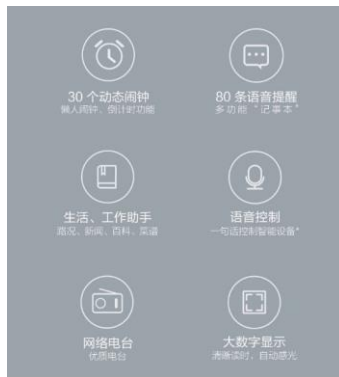 30 个动态闹钟
懒人闹钟、倒计时功能
80 条语音提醒
多功能“记事本”
生活、工作助手
路况、新闻、百科、菜谱
语音控制
一句话控制智能设备*
网络电台
优质电台
大数字显示
清晰读时，自动感光